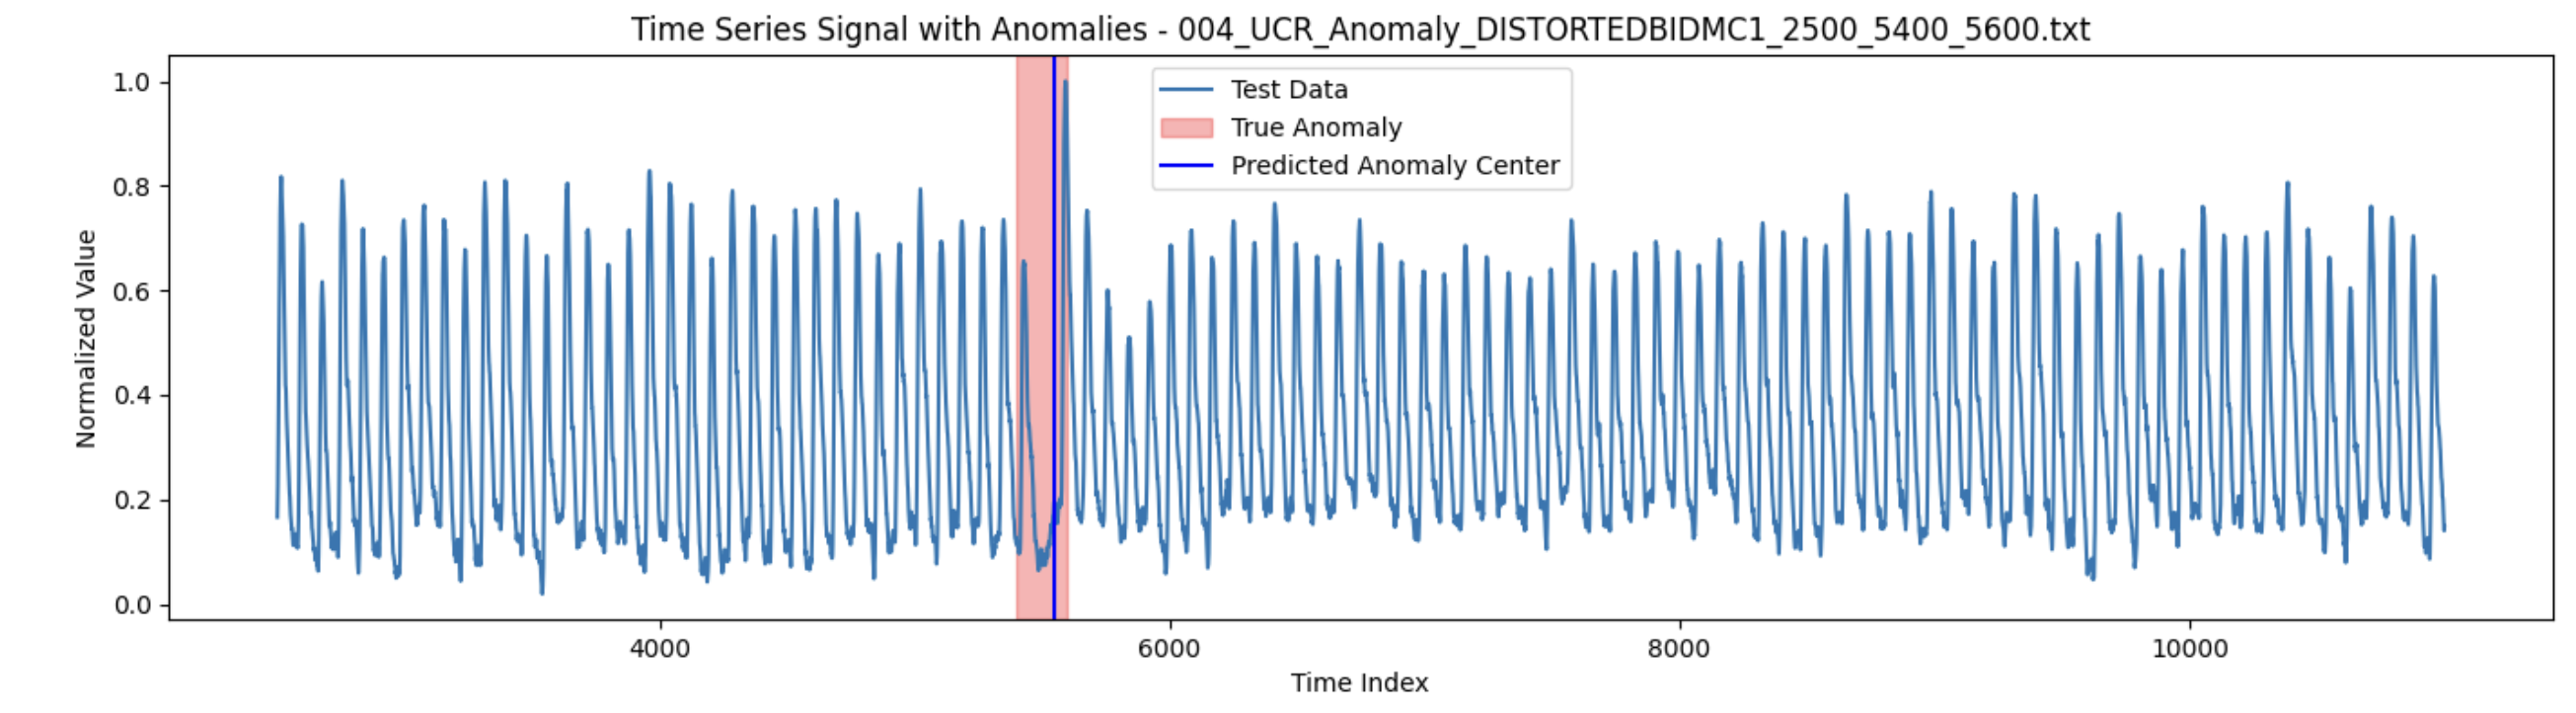 Time Series Signal with Anomalies - 004_UCR_Anomaly_DISTORTEDBIDMC1_2500_5400_5600.txt
1.0
0.8
0.6
0.4
0.2
0.0
Normalized Value
Test Data
True Anomaly
Predicted Anomaly Center
4000
6000
8000
10000
Time Index